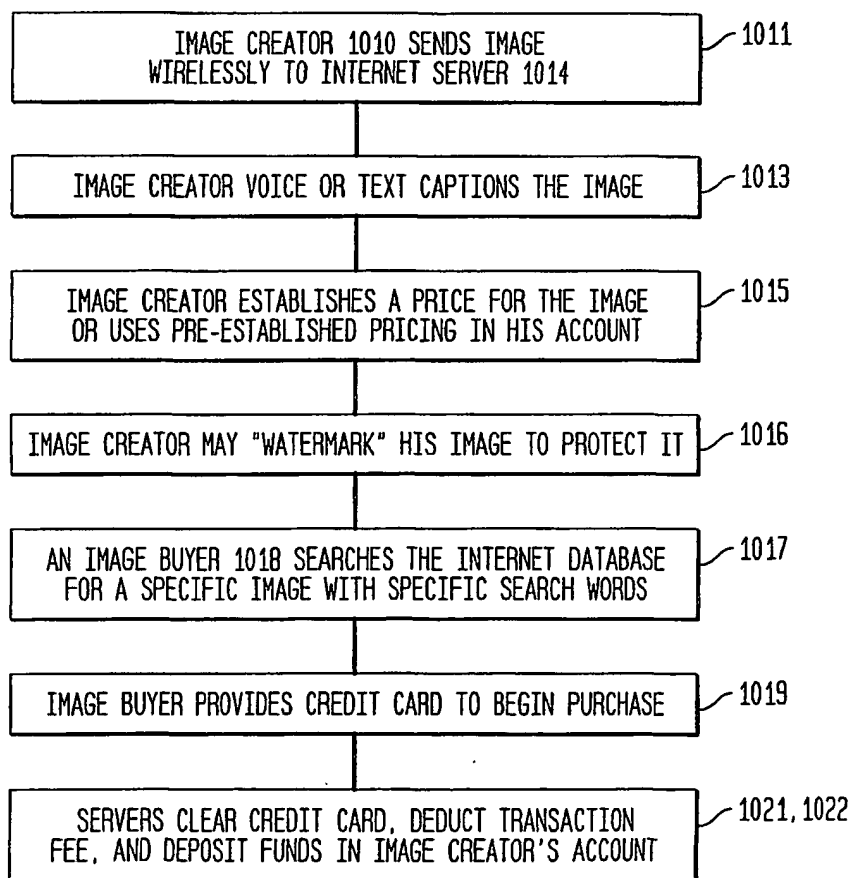 IMAGE CREATOR 1010 SENDS IMAGE
WIRELESSLY TO INTERNET SERVER 1014
1011
IMAGE CREATOR VOICE OR TEXT CAPTIONS THE IMAGE
1013
IMAGE CREATOR ESTABLISHES A PRICE FOR THE IMAGE
OR USES PRE-ESTABLISHED PRICING IN HIS ACCOUNT
1015
IMAGE CREATOR MAY "WATERMARK" HIS IMAGE TO PROTECT IT
1016
AN IMAGE BUYER 1018 SEARCHES THE INTERNET DATABASE
FOR A SPECIFIC IMAGE WITH SPECIFIC SEARCH WORDS
1017
IMAGE BUYER PROVIDES CREDIT CARD TO BEGIN PURCHASE
1019
SERVERS CLEAR CREDIT CARD, DEDUCT TRANSACTION
FEE, AND DEPOSIT FUNDS IN IMAGE CREATOR'S ACCOUNT
1021, 1022